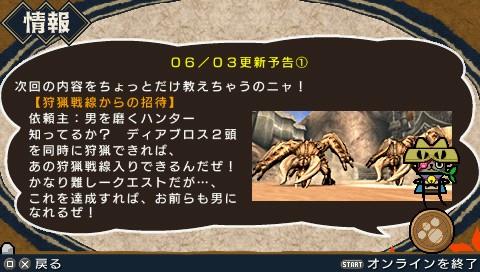 情報
06／03更新予告①
次回の内容をちょっとだけ教えちゃうのニャ！
【狩猟戦線からの招待】
依頼主：男を磨くハンター
知ってるか？　ディアブロス２頭
を同時に狩猟できれば、
あの狩猟戦線入りできるんだぜ！
かなり難しークエストだが…、
これを達成すれば、お前らも男に
なれるぜ！
戻る
START オンラインを終了